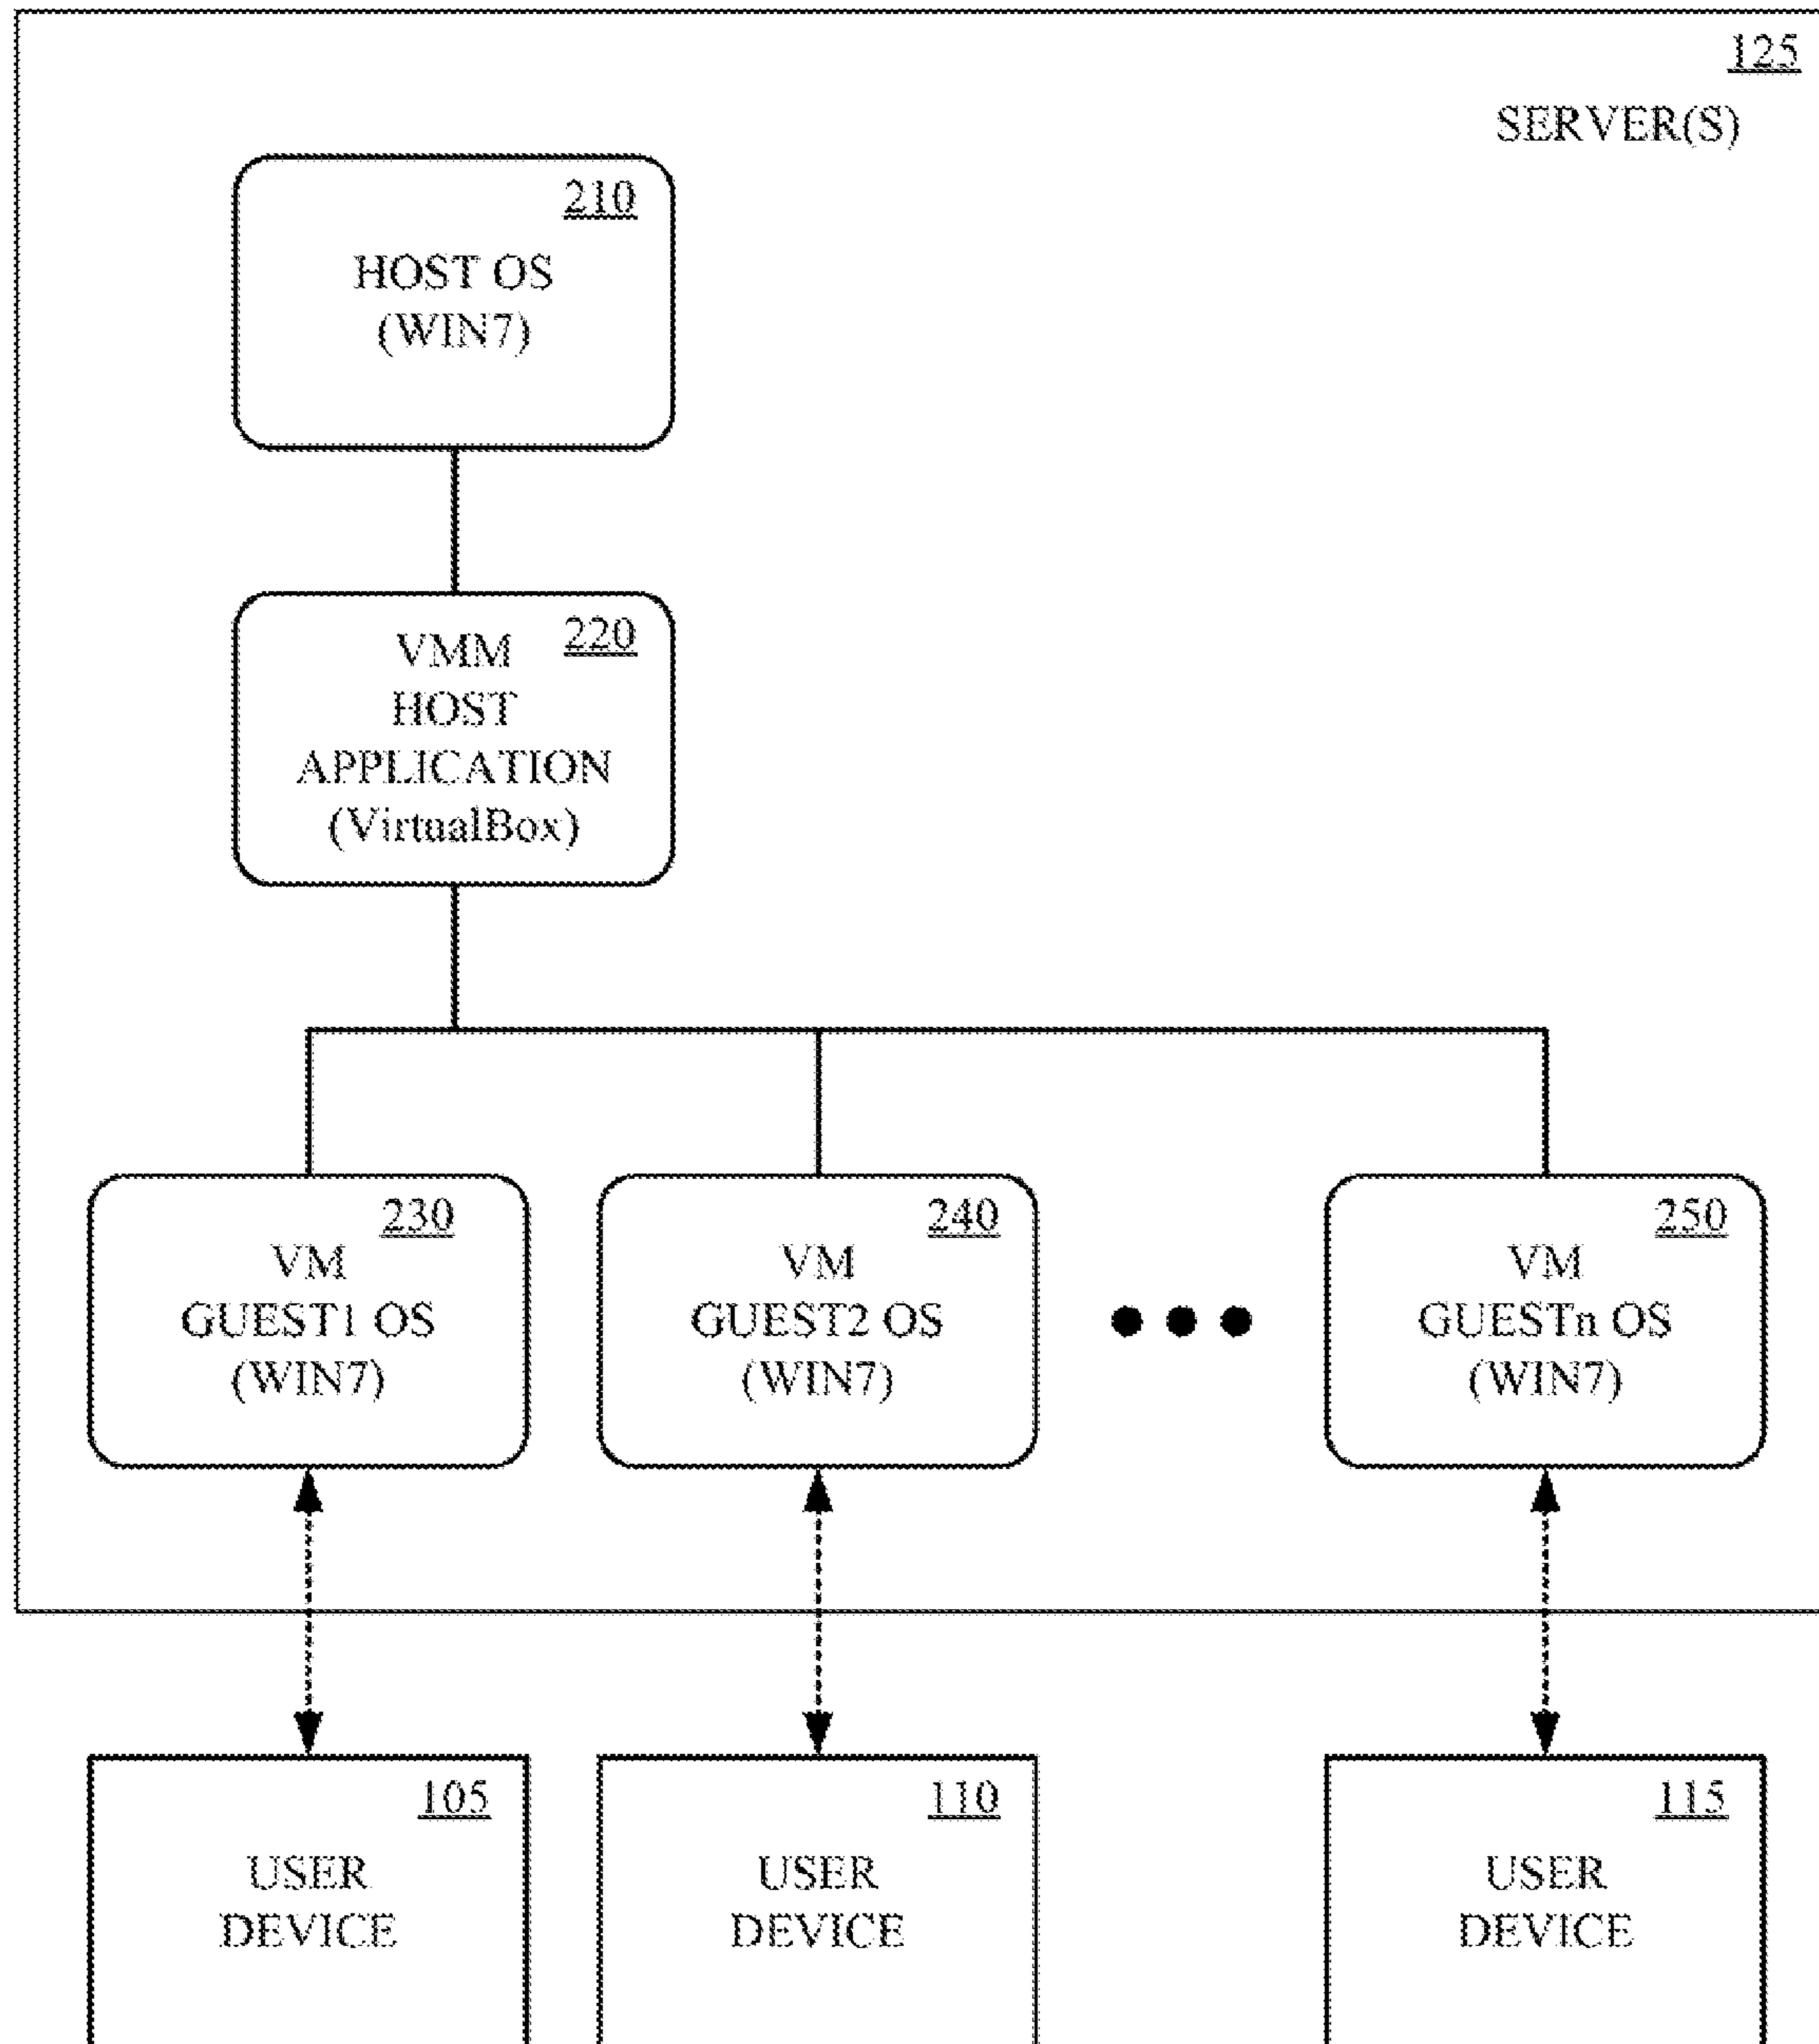 125
SERVER(S)
210
HOST OS
(WIN7)
220
VMM
HOST
APPLICATION
(VirtualBox)
230
VM
GUEST1 OS
(WIN7)
240
VM
GUEST2 OS
(WIN7)
250
VM
GUESTn OS
(WIN7)
105
USER
DEVICE
110
USER
DEVICE
115
USER
DEVICE